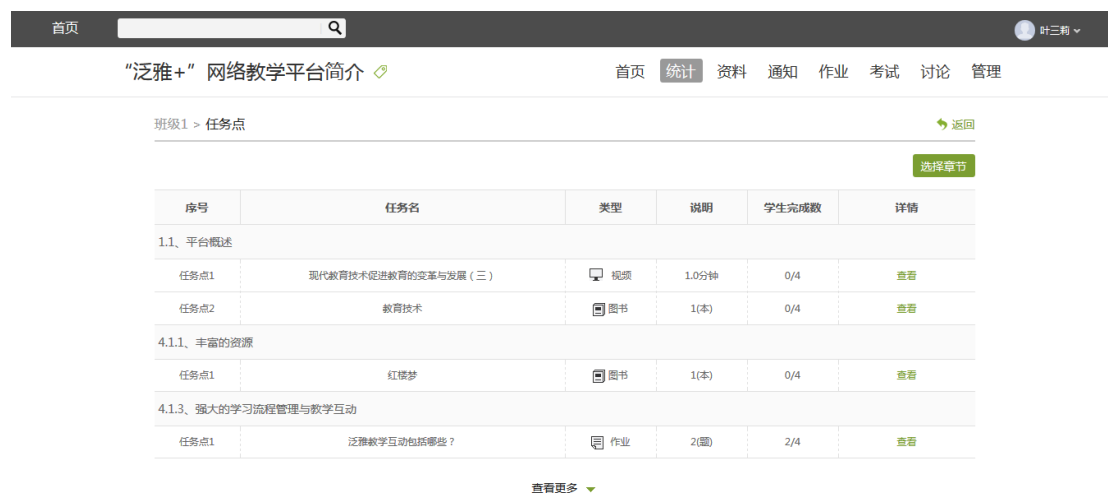 首页
叶三莉
“泛雅+”网络教学平台简介
首页 统计 资料 通知 作业 考试 讨论 管理
班级1 > 任务点
返回
选择章节
序号 任务名 类型 说明 学生完成数 详情
1.1、平台概述
任务点1 现代教育技术促进教育的变革与发展（三） 视频 1.0分钟 0/4 查看
任务点2 教育技术 图书 1(本) 0/4 查看
4.1.1、丰富的资源
任务点1 红楼梦 图书 1(本) 0/4 查看
4.1.3、强大的学习流程管理与教学互动
任务点1 泛雅教学互动包括哪些？ 作业 2(题) 2/4 查看
查看更多